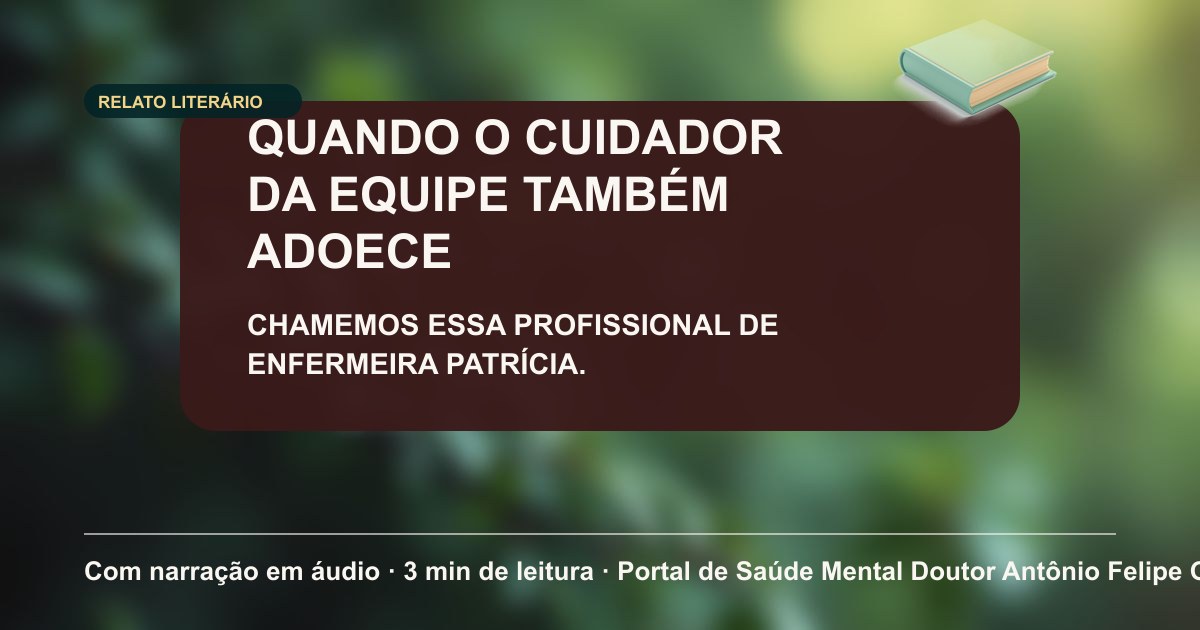 RELATO LITERÁRIO
QUANDO O CUIDADOR
DA EQUIPE TAMBÉM
ADOECE
CHAMEMOS ESSA PROFISSIONAL DE
ENFERMEIRA PATRÍCIA.
Com narração em áudio · 3 min de leitura · Portal de Saúde Mental Doutor Antônio Felipe